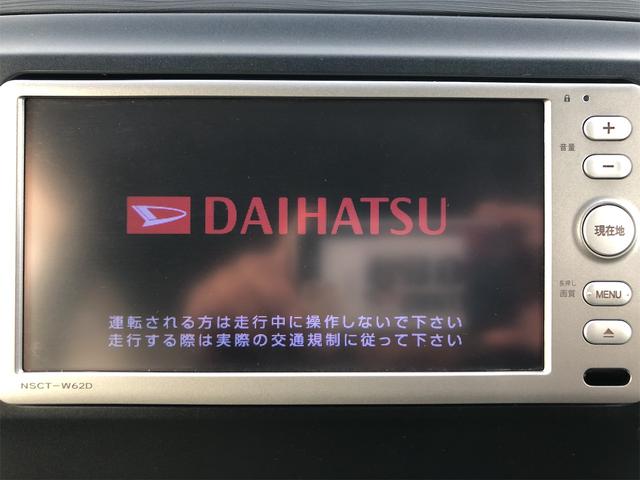 DAIHATSU
運転される方は走行中に操作しないで下さい
走行する際は実際の交通規制に従って下さい
NSCT-W62D
+
音量
-
現在地
長押し
画質
MENU